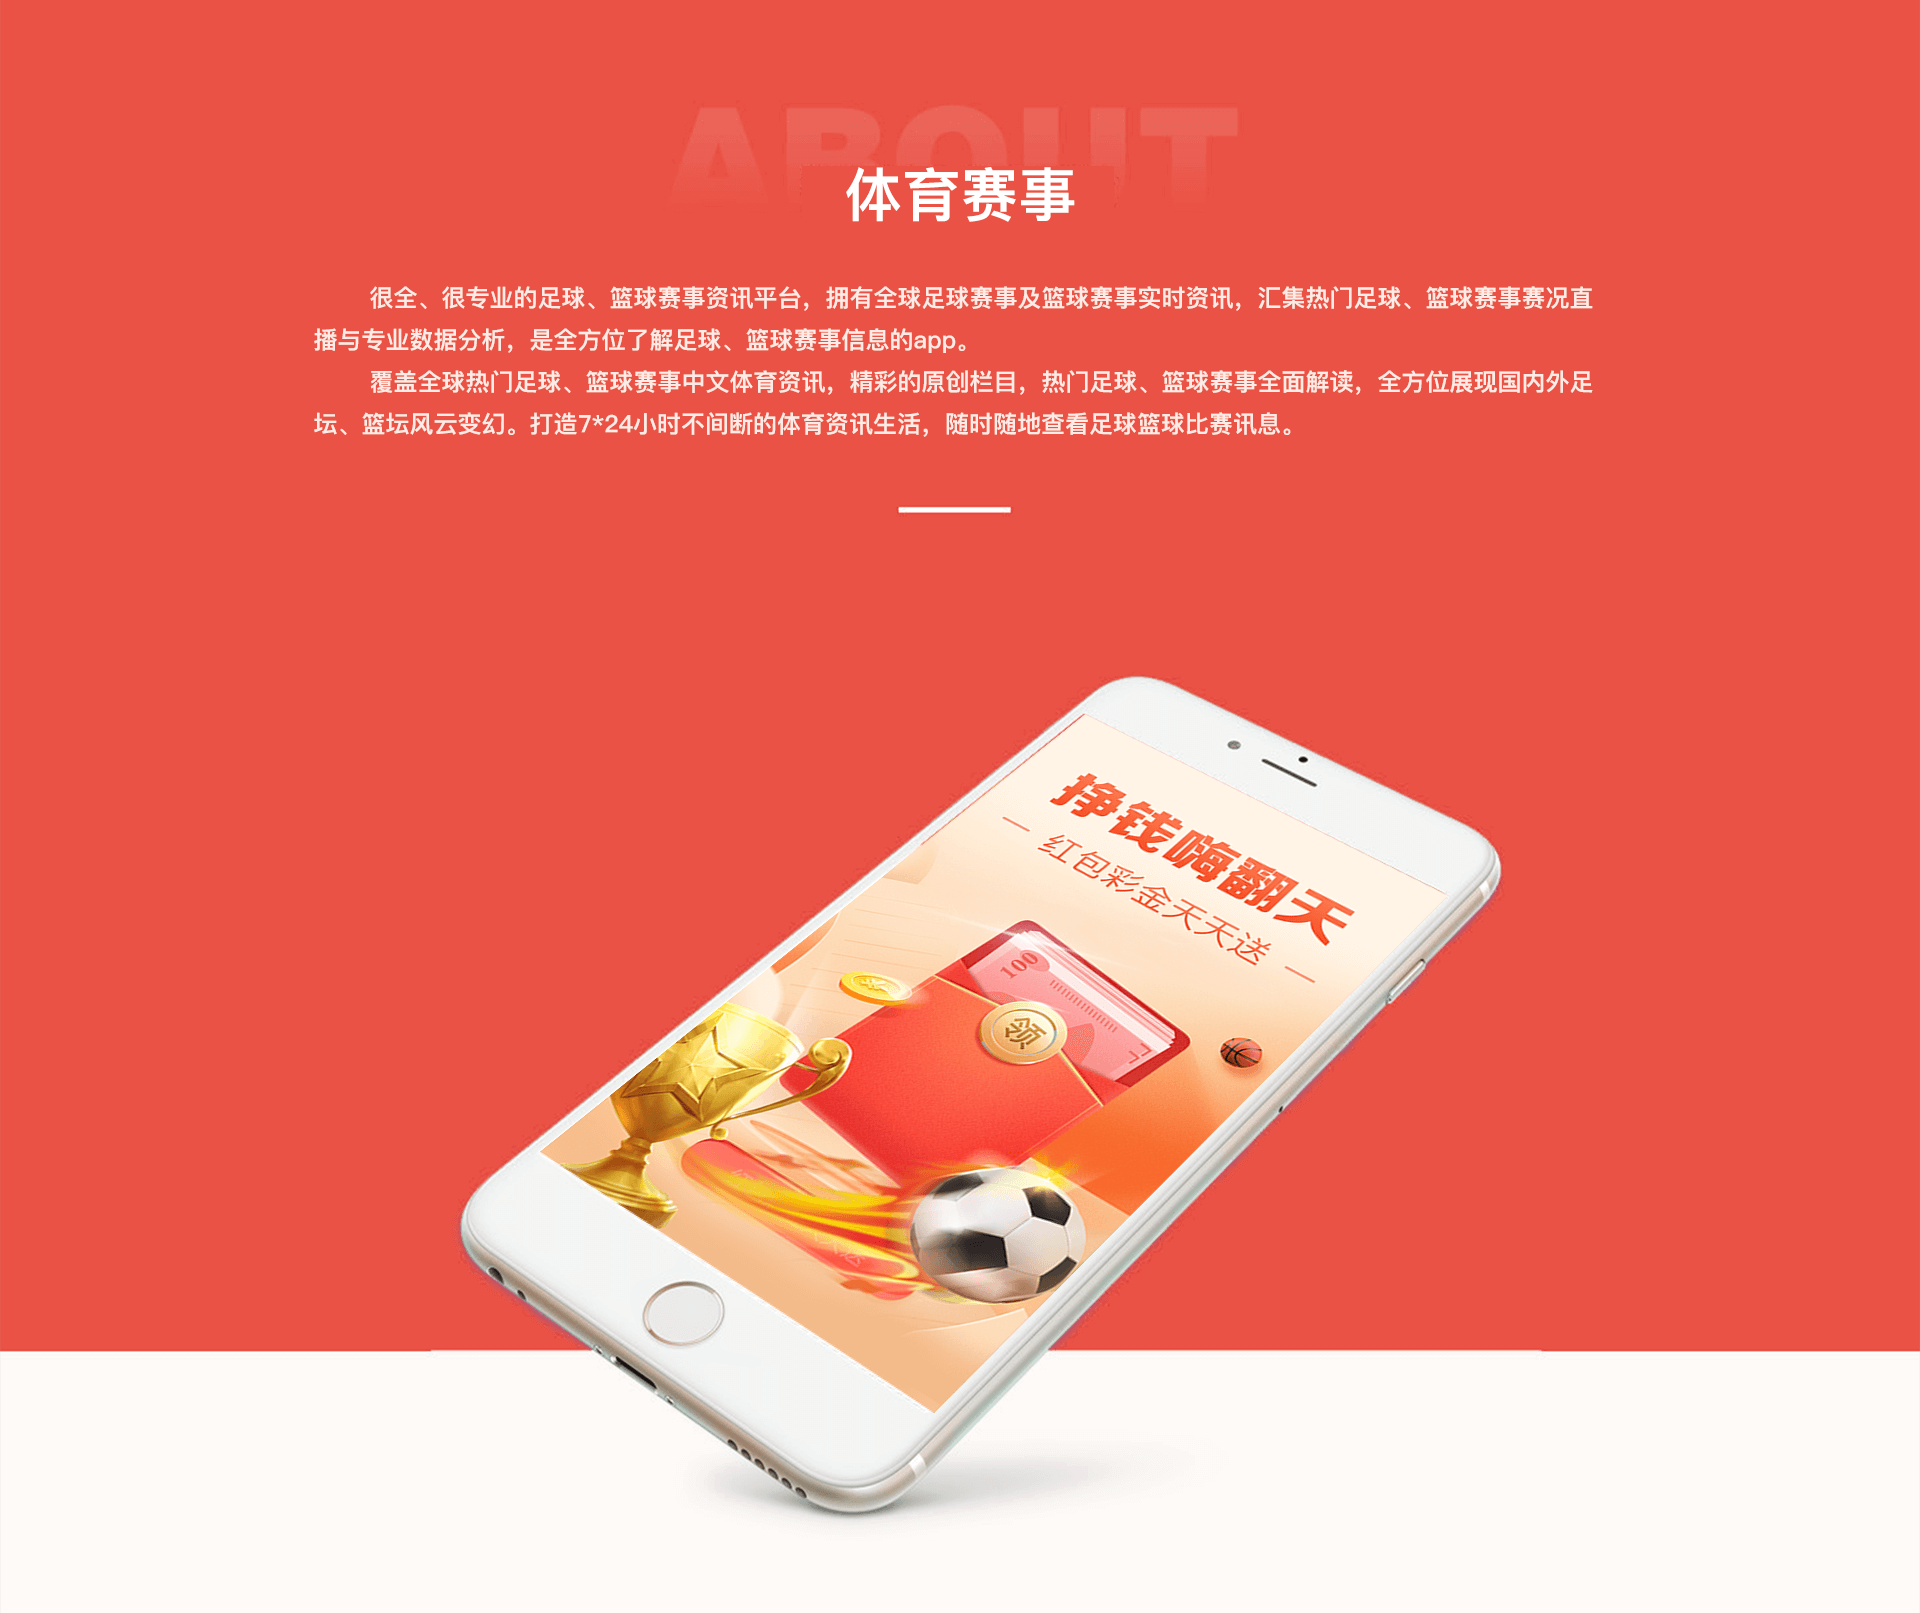 ABOUT
体育赛事
很全、很专业的足球、篮球赛事资讯平台，拥有全球足球赛事及篮球赛事实时资讯，汇集热门足球、篮球赛事赛况直
播与专业数据分析，是全方位了解足球、篮球赛事信息的app。
覆盖全球热门足球、篮球赛事中文体育资讯，精彩的原创栏目，热门足球、篮球赛事全面解读，全方位展现国内外足
坛、篮坛风云变幻。打造7*24小时不间断的体育资讯生活，随时随地查看足球篮球比赛讯息。
挣钱嗨翻天
红包彩金天天送
100
领